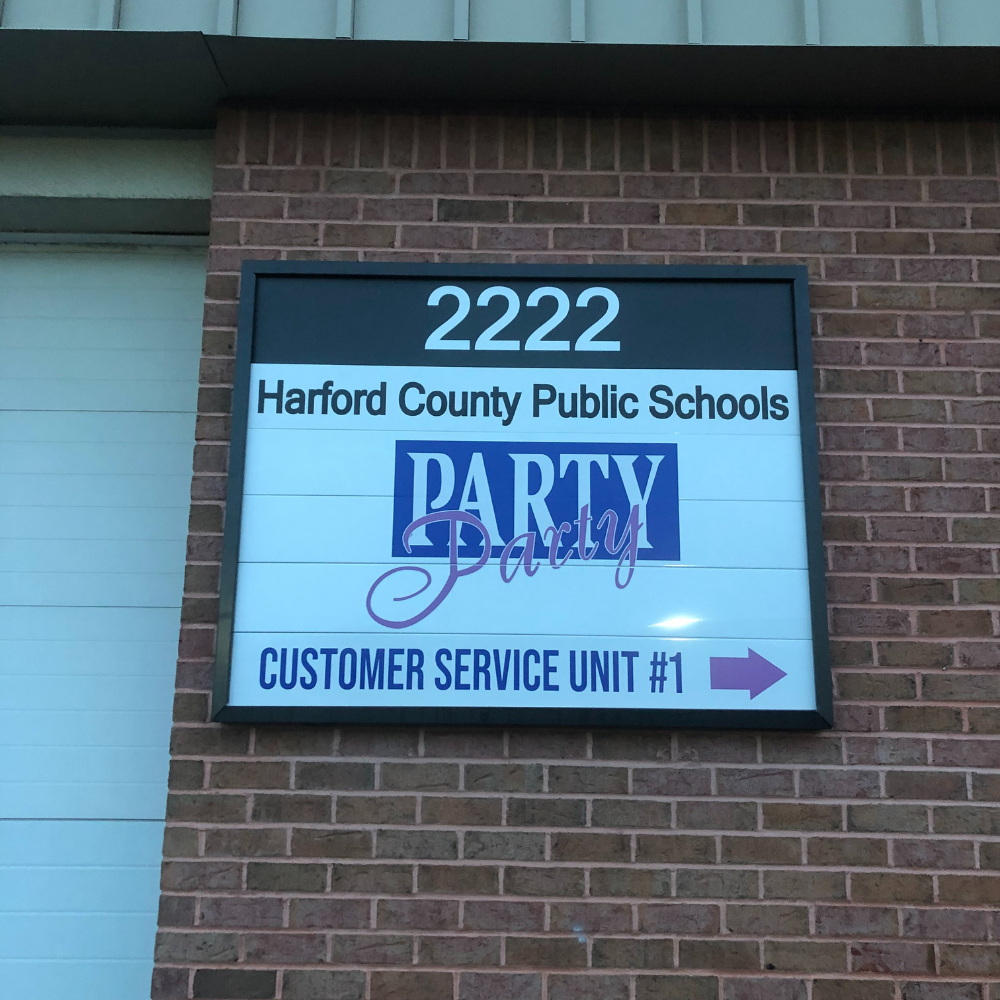 2222
Harford County Public Schools
PARTY
Party
CUSTOMER SERVICE UNIT #1